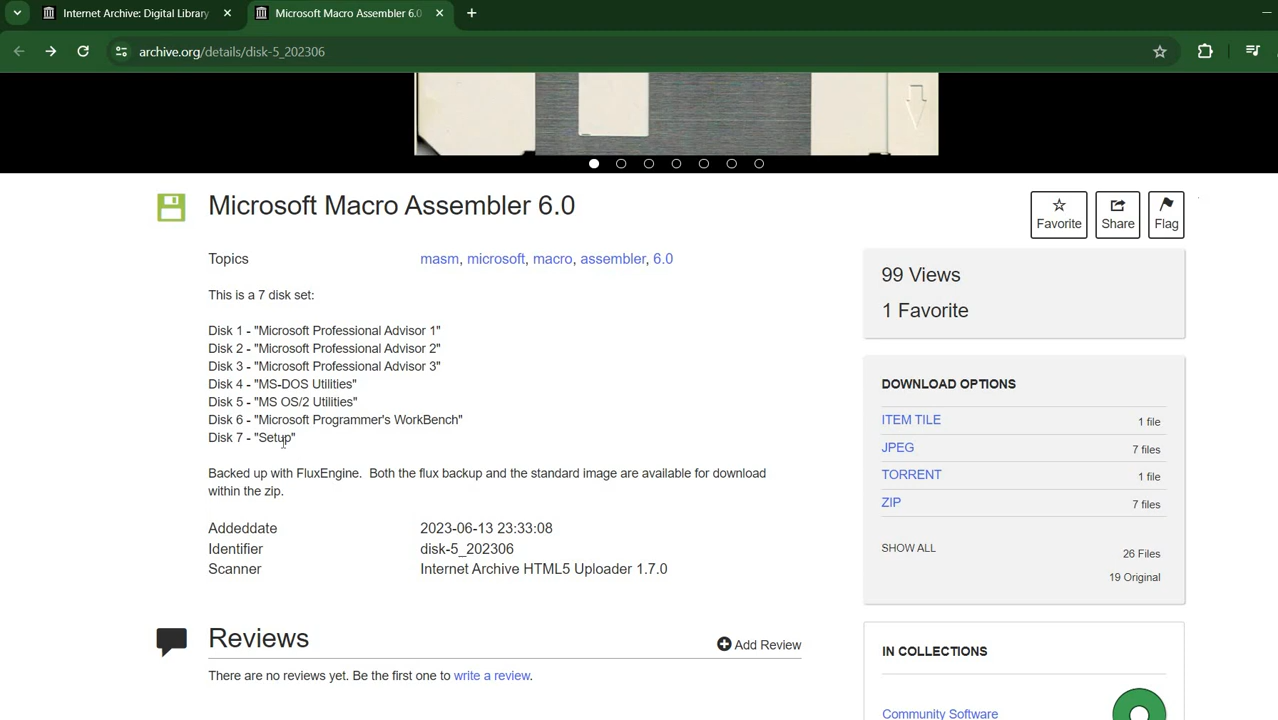 Internet Archive: Digital Library
Microsoft Macro Assembler 6.0
archive.org/details/disk-5_202306
Microsoft Macro Assembler 6.0
Favorite
Share
Flag
Topics
masm, microsoft, macro, assembler, 6.0
This is a 7 disk set:
Disk 1 - "Microsoft Professional Advisor 1"
Disk 2 - "Microsoft Professional Advisor 2"
Disk 3 - "Microsoft Professional Advisor 3"
Disk 4 - "MS-DOS Utilities"
Disk 5 - "MS OS/2 Utilities"
Disk 6 - "Microsoft Programmer's WorkBench"
Disk 7 - "Setup"
Backed up with FluxEngine.  Both the flux backup and the standard image are available for download
within the zip.
Addeddate 2023-06-13 23:33:08
Identifier disk-5_202306
Scanner Internet Archive HTML5 Uploader 1.7.0
Reviews
Add Review
There are no reviews yet. Be the first one to write a review.
99 Views
1 Favorite
DOWNLOAD OPTIONS
ITEM TILE 1 file
JPEG 7 files
TORRENT 1 file
ZIP 7 files
SHOW ALL 26 Files
19 Original
IN COLLECTIONS
Community Software